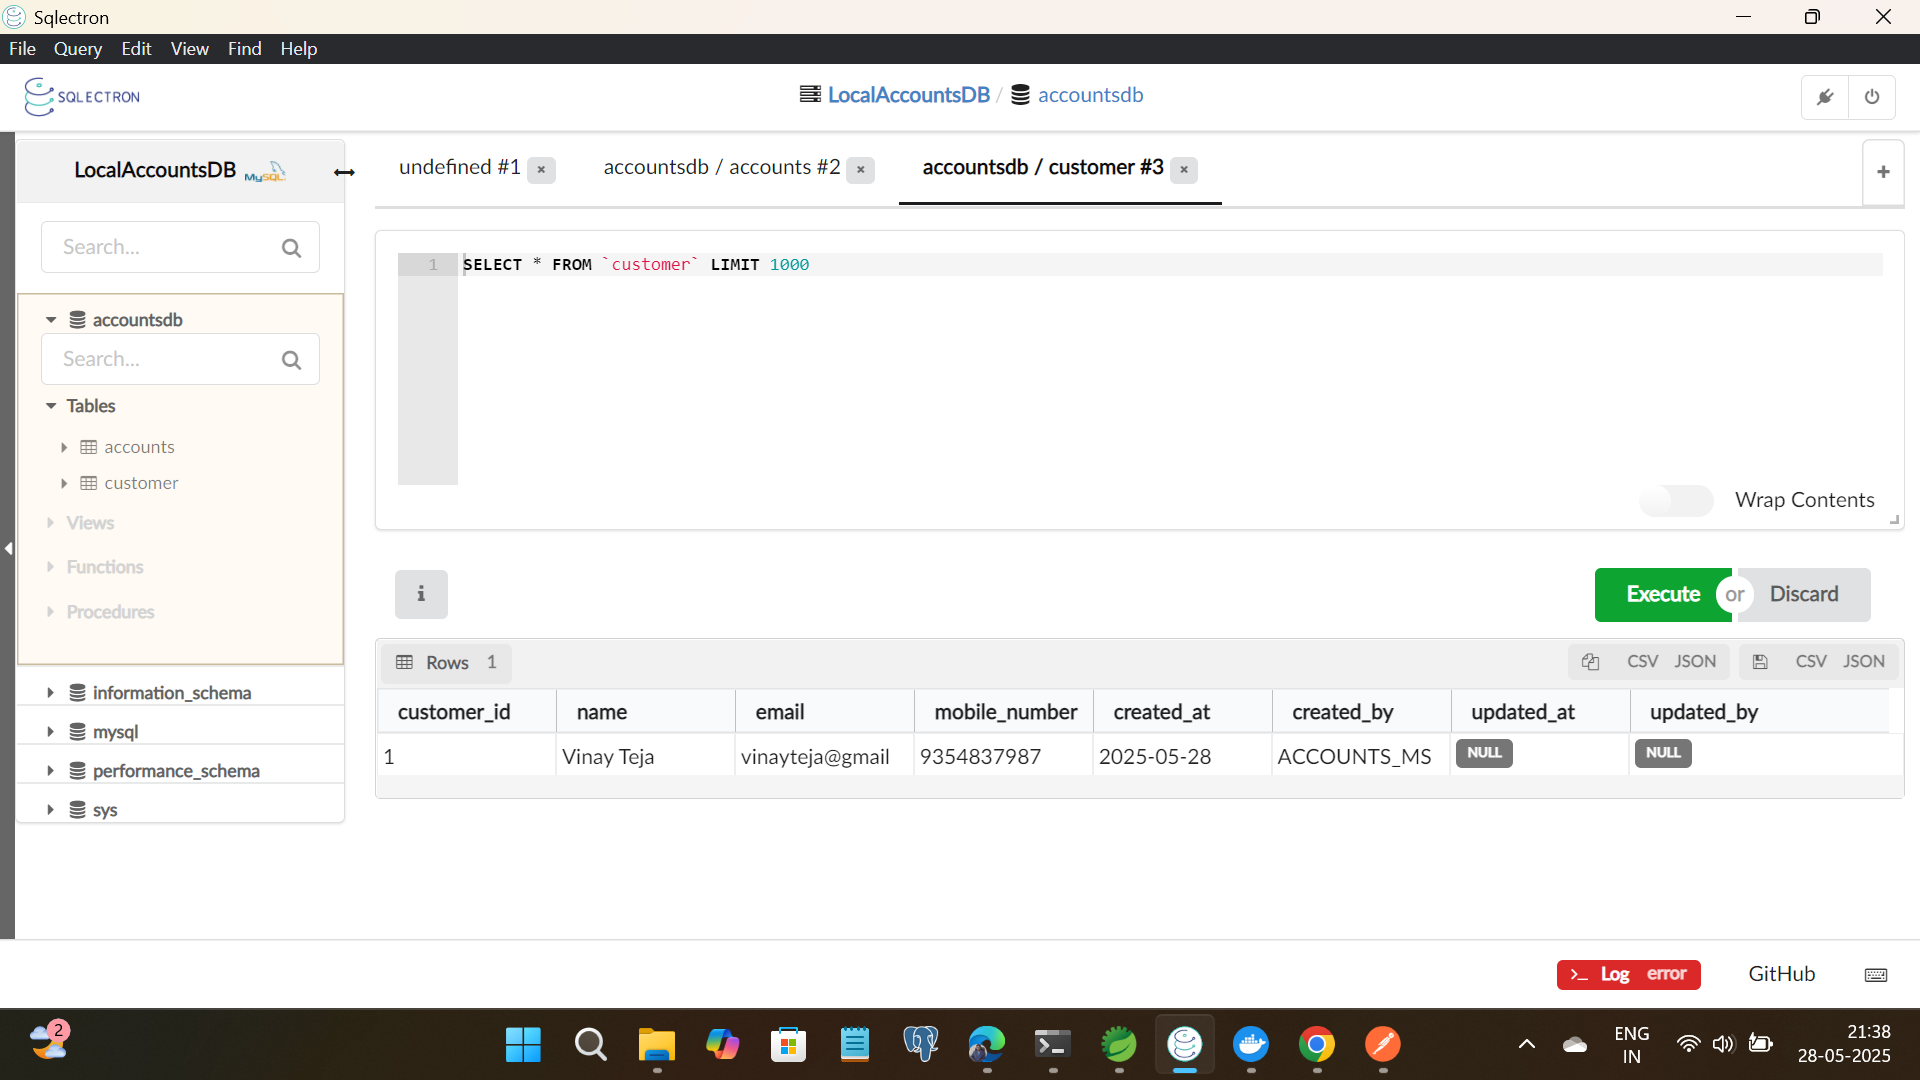 Sqlectron
File Query Edit View Find Help
SQLECTRON
LocalAccountsDB / accountsdb
LocalAccountsDB MySQL
undefined #1 ×
accountsdb / accounts #2 ×
accountsdb / customer #3 ×
+
Search...
1 SELECT * FROM `customer` LIMIT 1000
accountsdb
Search...
Tables
accounts
customer
Views
Functions
Procedures
Wrap Contents
i
Execute or Discard
Rows 1
CSV JSON
CSV JSON
information_schema
mysql
performance_schema
sys
customer_id name email mobile_number created_at created_by updated_at updated_by
1 Vinay Teja vinayteja@gmail 9354837987 2025-05-28 ACCOUNTS_MS NULL NULL
>_ Log error
GitHub
2
ENG
IN
21:38
28-05-2025